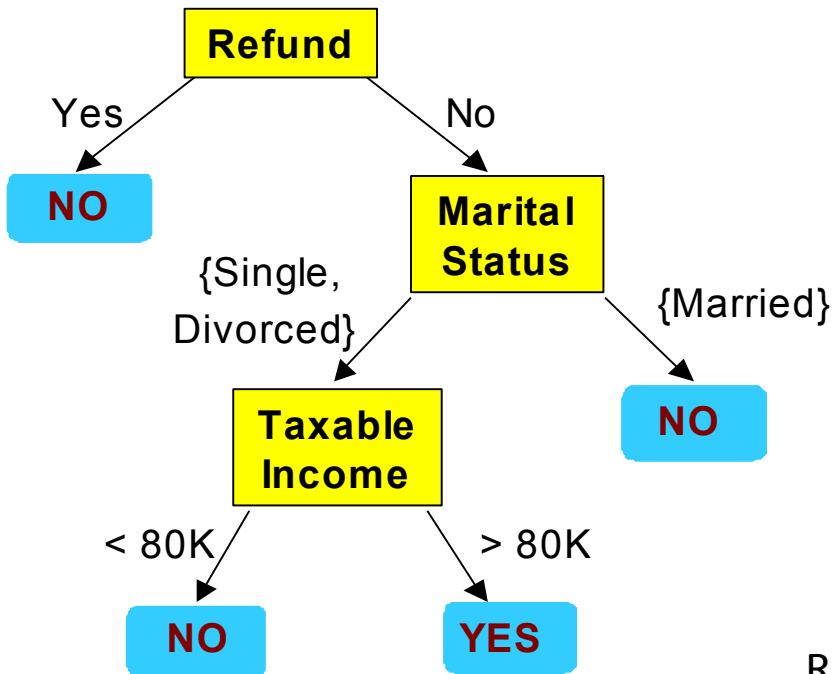 Refund
Yes
No
NO
Marital
Status
{Single,
Divorced}
{Married}
Taxable
Income
NO
< 80K
> 80K
NO
YES
R